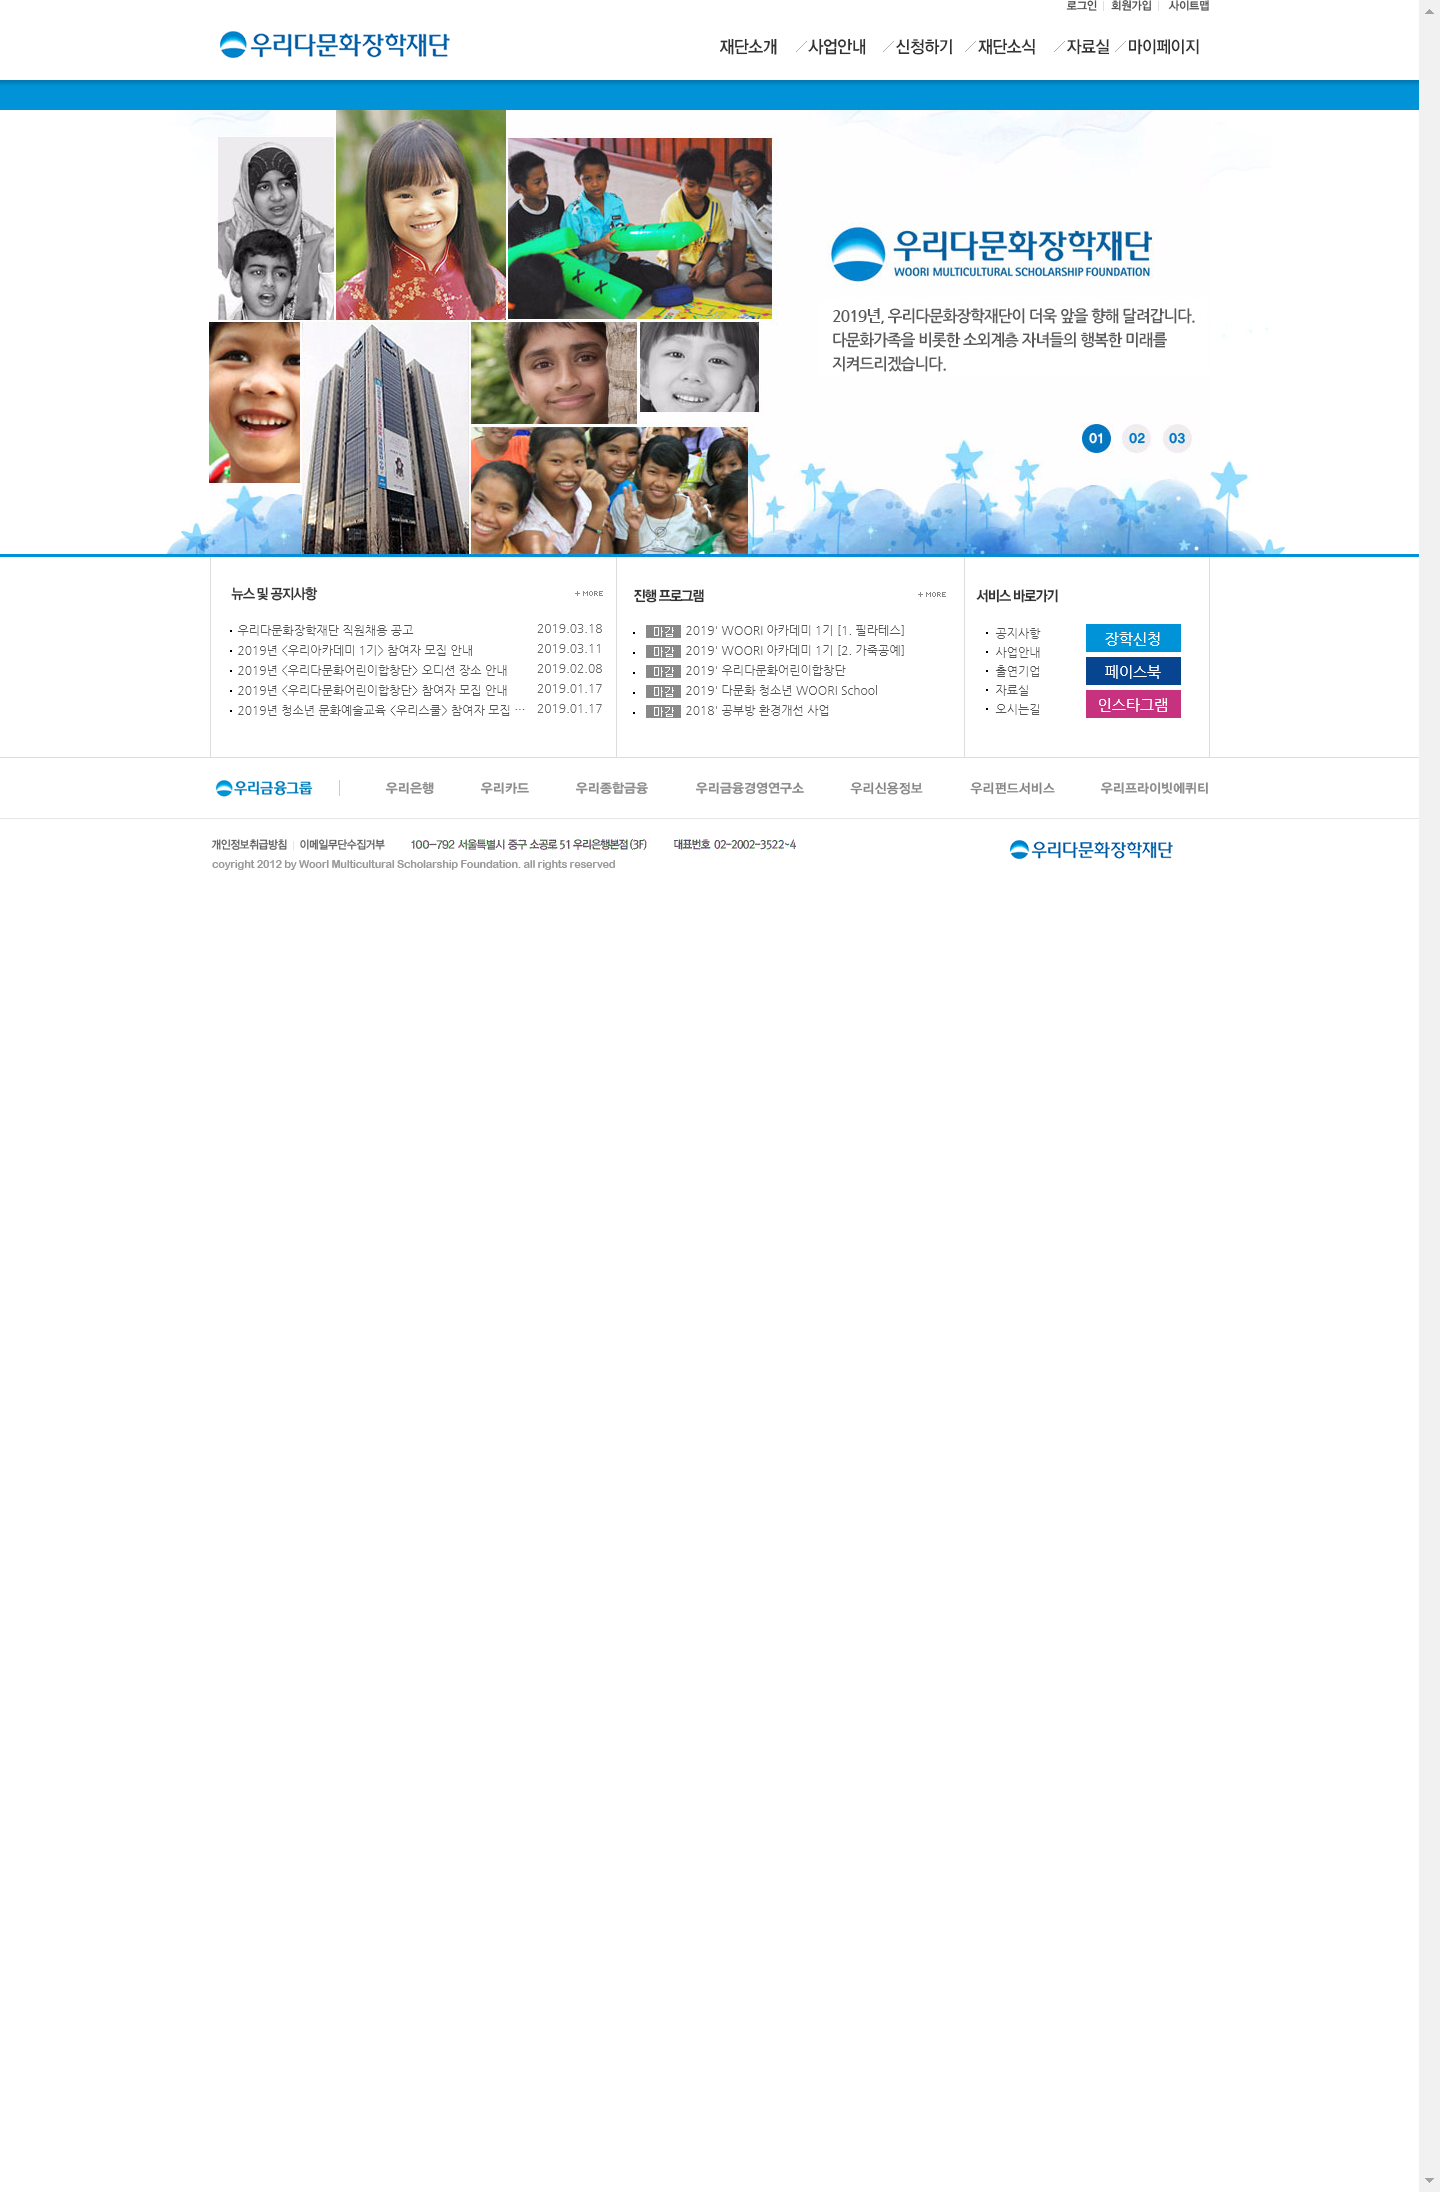 로그인 회원가입 사이트맵
우리다문화장학재단
재단소개 사업안내 신청하기 재단소식 자료실 마이페이지
우리다문화장학재단
WOORI MULTICULTURAL SCHOLARSHIP FOUNDATION
2019년, 우리다문화장학재단이 더욱 앞을 향해 달려갑니다.
다문화가족을 비롯한 소외계층 자녀들의 행복한 미래를
지켜드리겠습니다.
01 02 03
뉴스 및 공지사항 + MORE
우리다문화장학재단 직원채용 공고 2019.03.18
2019년 <우리아카데미 1기> 참여자 모집 안내 2019.03.11
2019년 <우리다문화어린이합창단> 오디션 장소 안내 2019.02.08
2019년 <우리다문화어린이합창단> 참여자 모집 안내 2019.01.17
2019년 청소년 문화예술교육 <우리스쿨> 참여자 모집 … 2019.01.17
진행 프로그램 + MORE
마감 2019' WOORI 아카데미 1기 [1. 필라테스]
마감 2019' WOORI 아카데미 1기 [2. 가죽공예]
마감 2019' 우리다문화어린이합창단
마감 2019' 다문화 청소년 WOORI School
마감 2018' 공부방 환경개선 사업
서비스 바로가기
공지사항
사업안내
출연기업
자료실
오시는길
장학신청
페이스북
인스타그램
우리금융그룹 우리은행 우리카드 우리종합금융 우리금융경영연구소 우리신용정보 우리펀드서비스 우리프라이빗에퀴티
개인정보취급방침 이메일무단수집거부 100-792 서울특별시 중구 소공로 51 우리은행본점(3F) 대표번호 02-2002-3522~4
coyright 2012 by Woorl Multicultural Scholarship Foundation. all rights reserved
우리다문화장학재단